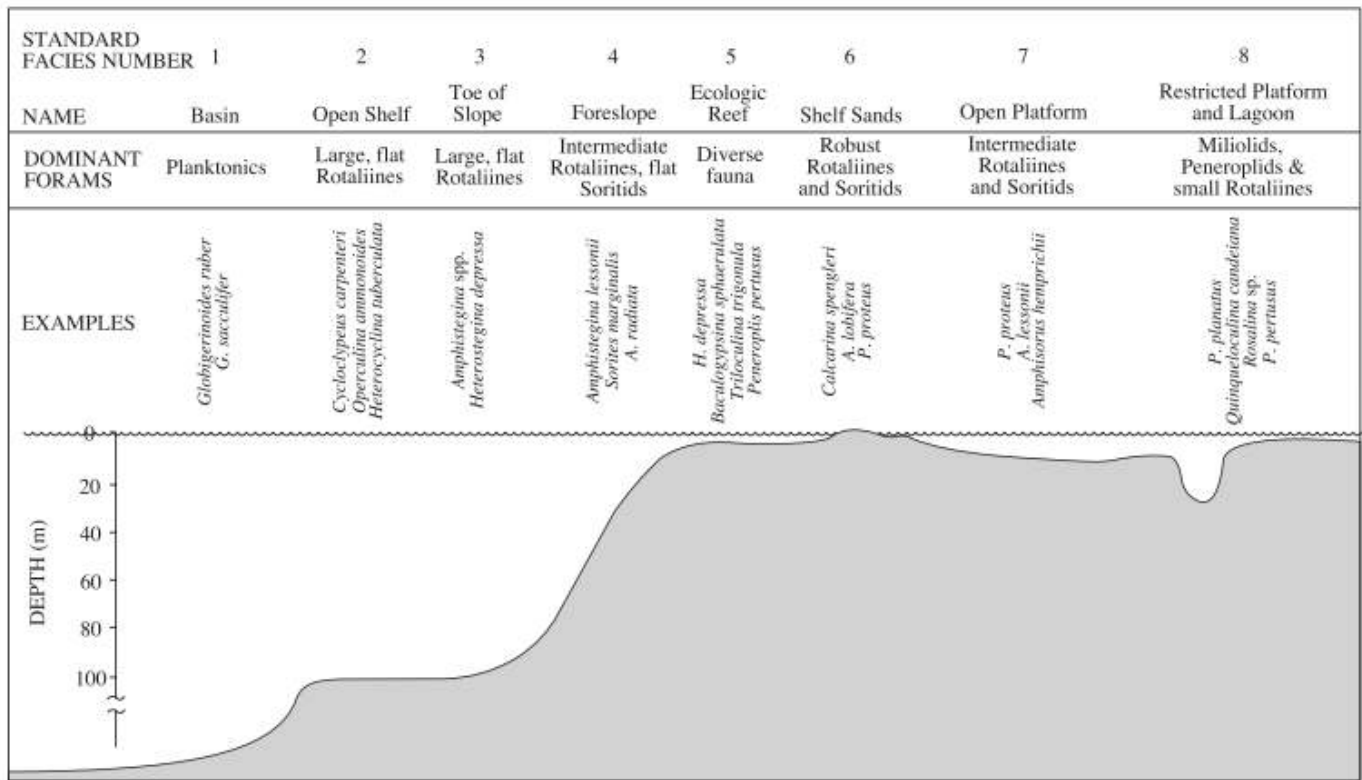 STANDARD
FACIES NUMBER 1 2 3 4 5 6 7 8
NAME Basin Open Shelf Toe of
Slope Foreslope Ecologic
Reef Shelf Sands Open Platform Restricted Platform
and Lagoon
DOMINANT
FORAMS
Planktonics
Large, flat
Rotaliines
Large, flat
Rotaliines
Intermediate
Rotaliines, flat
Soritids
Diverse
fauna
Robust
Rotaliines
and Soritids
Intermediate
Rotaliines
and Soritids
Miliolids,
Peneroplids &
small Rotaliines
EXAMPLES
Globigerinoides ruber
G. sacculifer
Cycloclypeus carpenteri
Operculina ammonoides
Heterocyclina tuberculata
Amphistegina spp.
Heterostegina depressa
Amphistegina lessonii
Sorites marginalis
A. radiata
H. depressa
Baculogypsina sphaerulata
Triloculina trigonula
Peneroplis pertusus
Calcarina spengleri
A. lobifera
P. proteus
P. proteus
A. lessonii
Amphisorus hemprichii
P. planatus
Quinqueloculina candeiana
Rosalina sp.
P. pertusus
DEPTH (m)
0
20
40
60
80
100